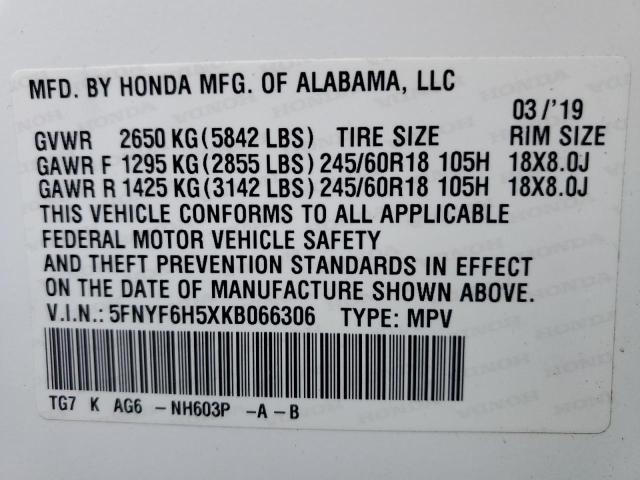 MFD. BY HONDA MFG. OF ALABAMA, LLC
03/'19
GVWR 2650 KG(5842 LBS) TIRE SIZE RIM SIZE
GAWR F 1295 KG(2855 LBS) 245/60R18 105H 18X8.0J
GAWR R 1425 KG(3142 LBS) 245/60R18 105H 18X8.0J
THIS VEHICLE CONFORMS TO ALL APPLICABLE
FEDERAL MOTOR VEHICLE SAFETY
AND THEFT PREVENTION STANDARDS IN EFFECT
ON THE DATE OF MANUFACTURE SHOWN ABOVE.
V.I.N.: 5FNYF6H5XKB066306 TYPE: MPV
TG7 K AG6 -NH603P -A-B